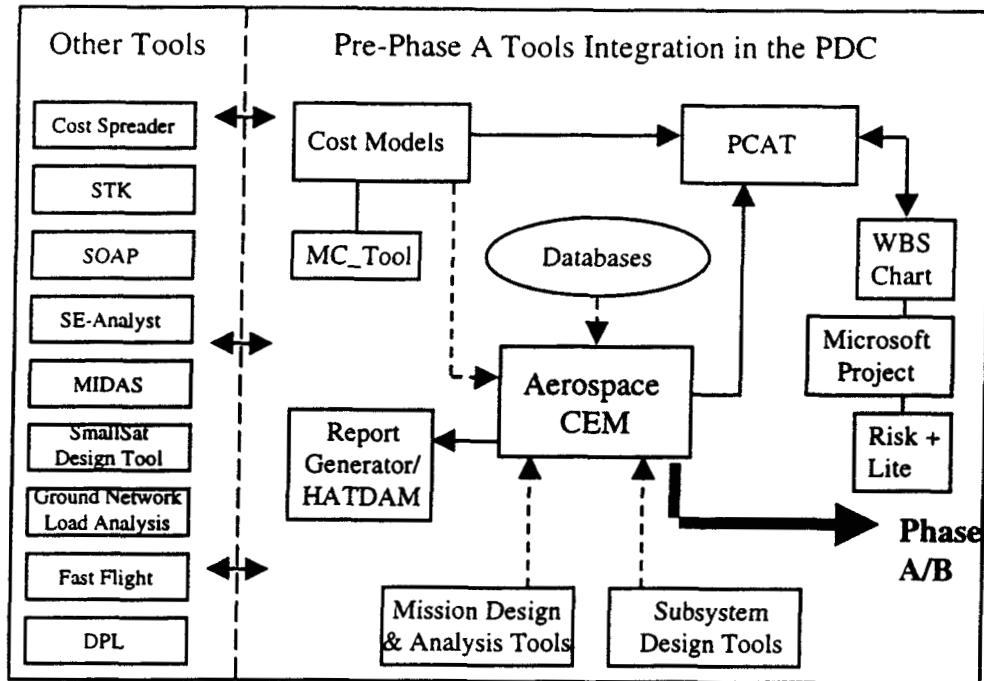 Other Tools
Pre-Phase A Tools Integration in the PDC
Cost Spreader
STK
SOAP
SE-Analyst
MIDAS
SmallSat
Design Tool
Ground Network
Load Analysis
Fast Flight
DPL
Cost Models
MC_Tool
PCAT
Databases
WBS
Chart
Microsoft
Project
Risk +
Lite
Aerospace
CEM
Report
Generator/
HATDAM
Phase
A/B
Mission Design
& Analysis Tools
Subsystem
Design Tools